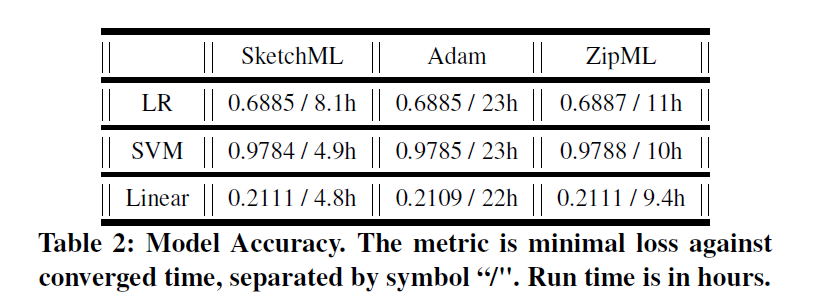 SketchML Adam ZipML
LR 0.6885 / 8.1h 0.6885 / 23h 0.6887 / 11h
SVM 0.9784 / 4.9h 0.9785 / 23h 0.9788 / 10h
Linear 0.2111 / 4.8h 0.2109 / 22h 0.2111 / 9.4h
Table 2: Model Accuracy. The metric is minimal loss against
converged time, separated by symbol “/". Run time is in hours.